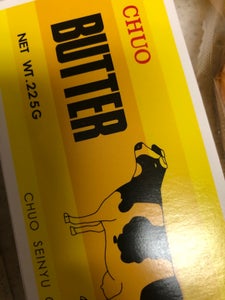 CHUO
BUTTER
NET WT.225G
CHUO SEINYU